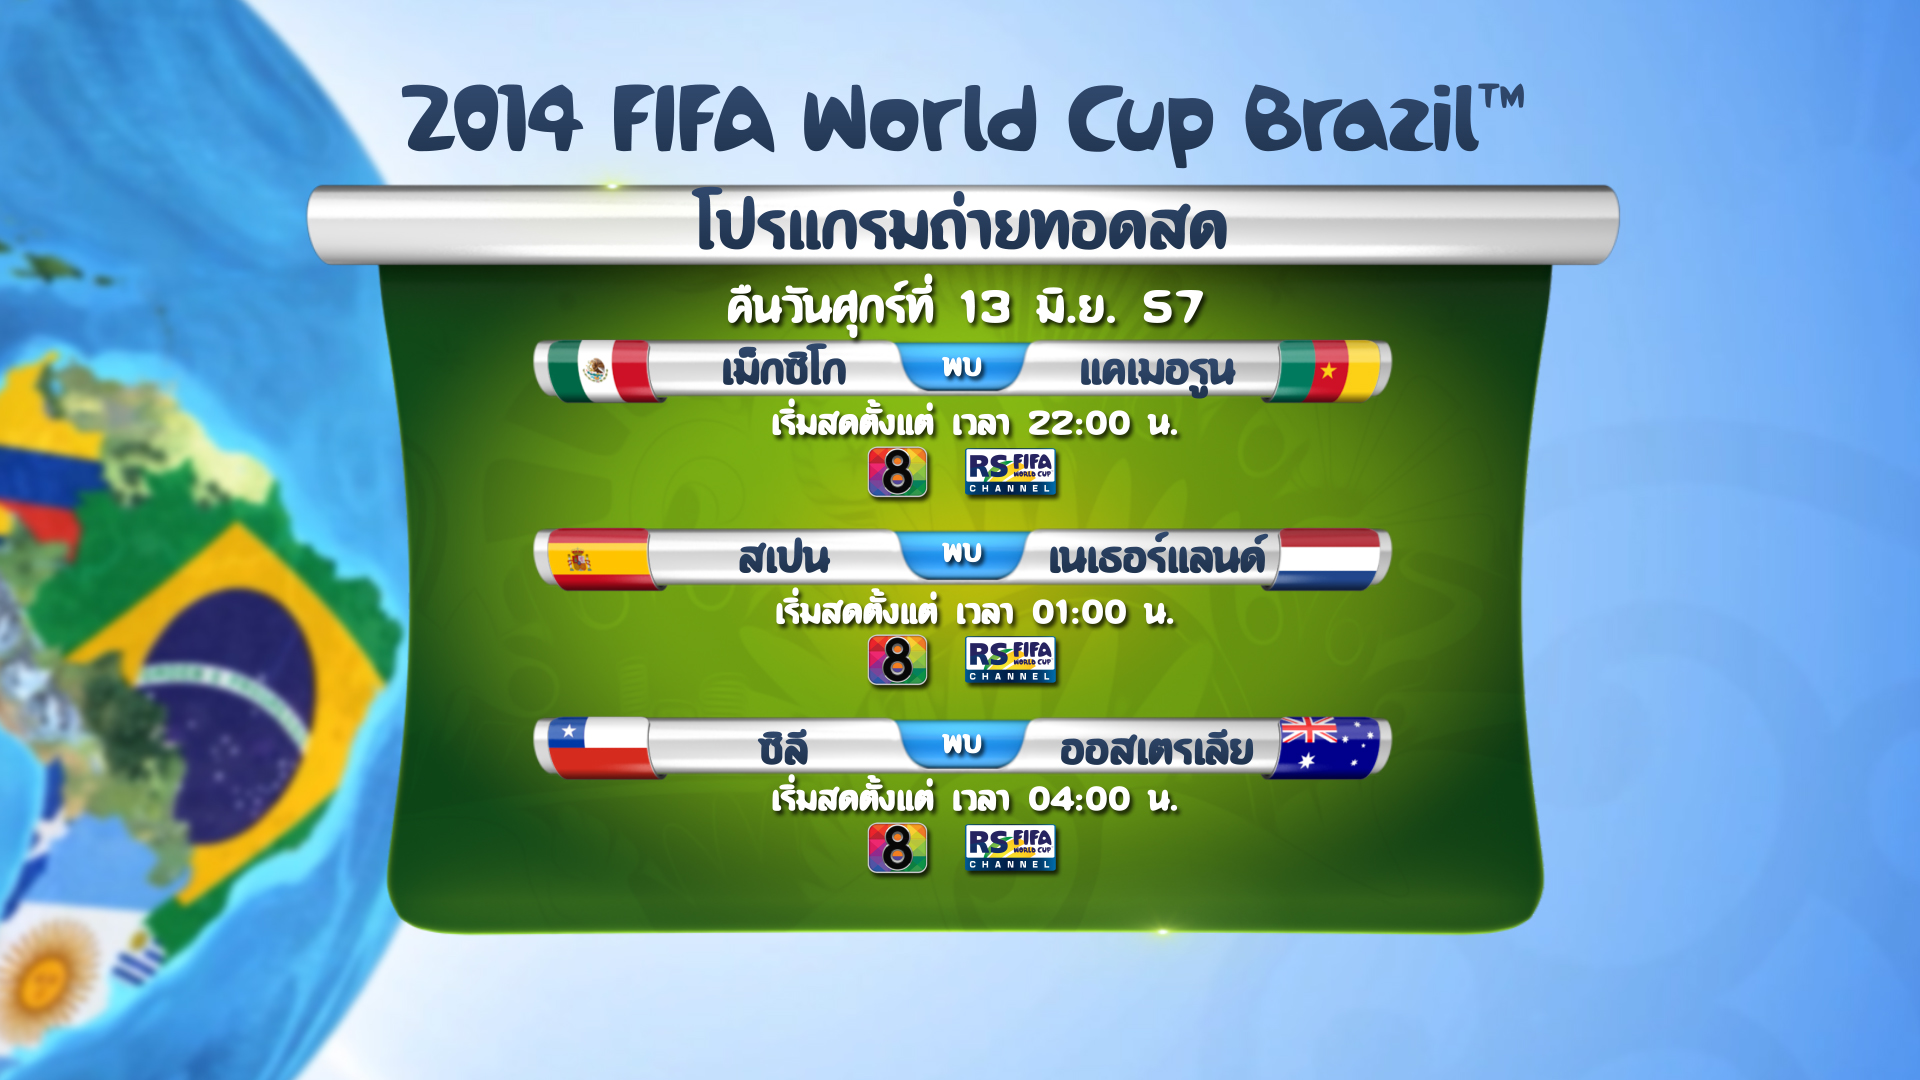 2014 FIFA World Cup Brazil™
โปรแกรมถ่ายทอดสด
คืนวันศุกร์ที่ 13 มิ.ย. 57
เม็กซิโก พบ แคเมอรูน
เริ่มสดตั้งแต่ เวลา 22:00 น.
8 RS FIFA WORLD CUP CHANNEL
สเปน พบ เนเธอร์แลนด์
เริ่มสดตั้งแต่ เวลา 01:00 น.
8 RS FIFA WORLD CUP CHANNEL
ชิลี พบ ออสเตรเลีย
เริ่มสดตั้งแต่ เวลา 04:00 น.
8 RS FIFA WORLD CUP CHANNEL